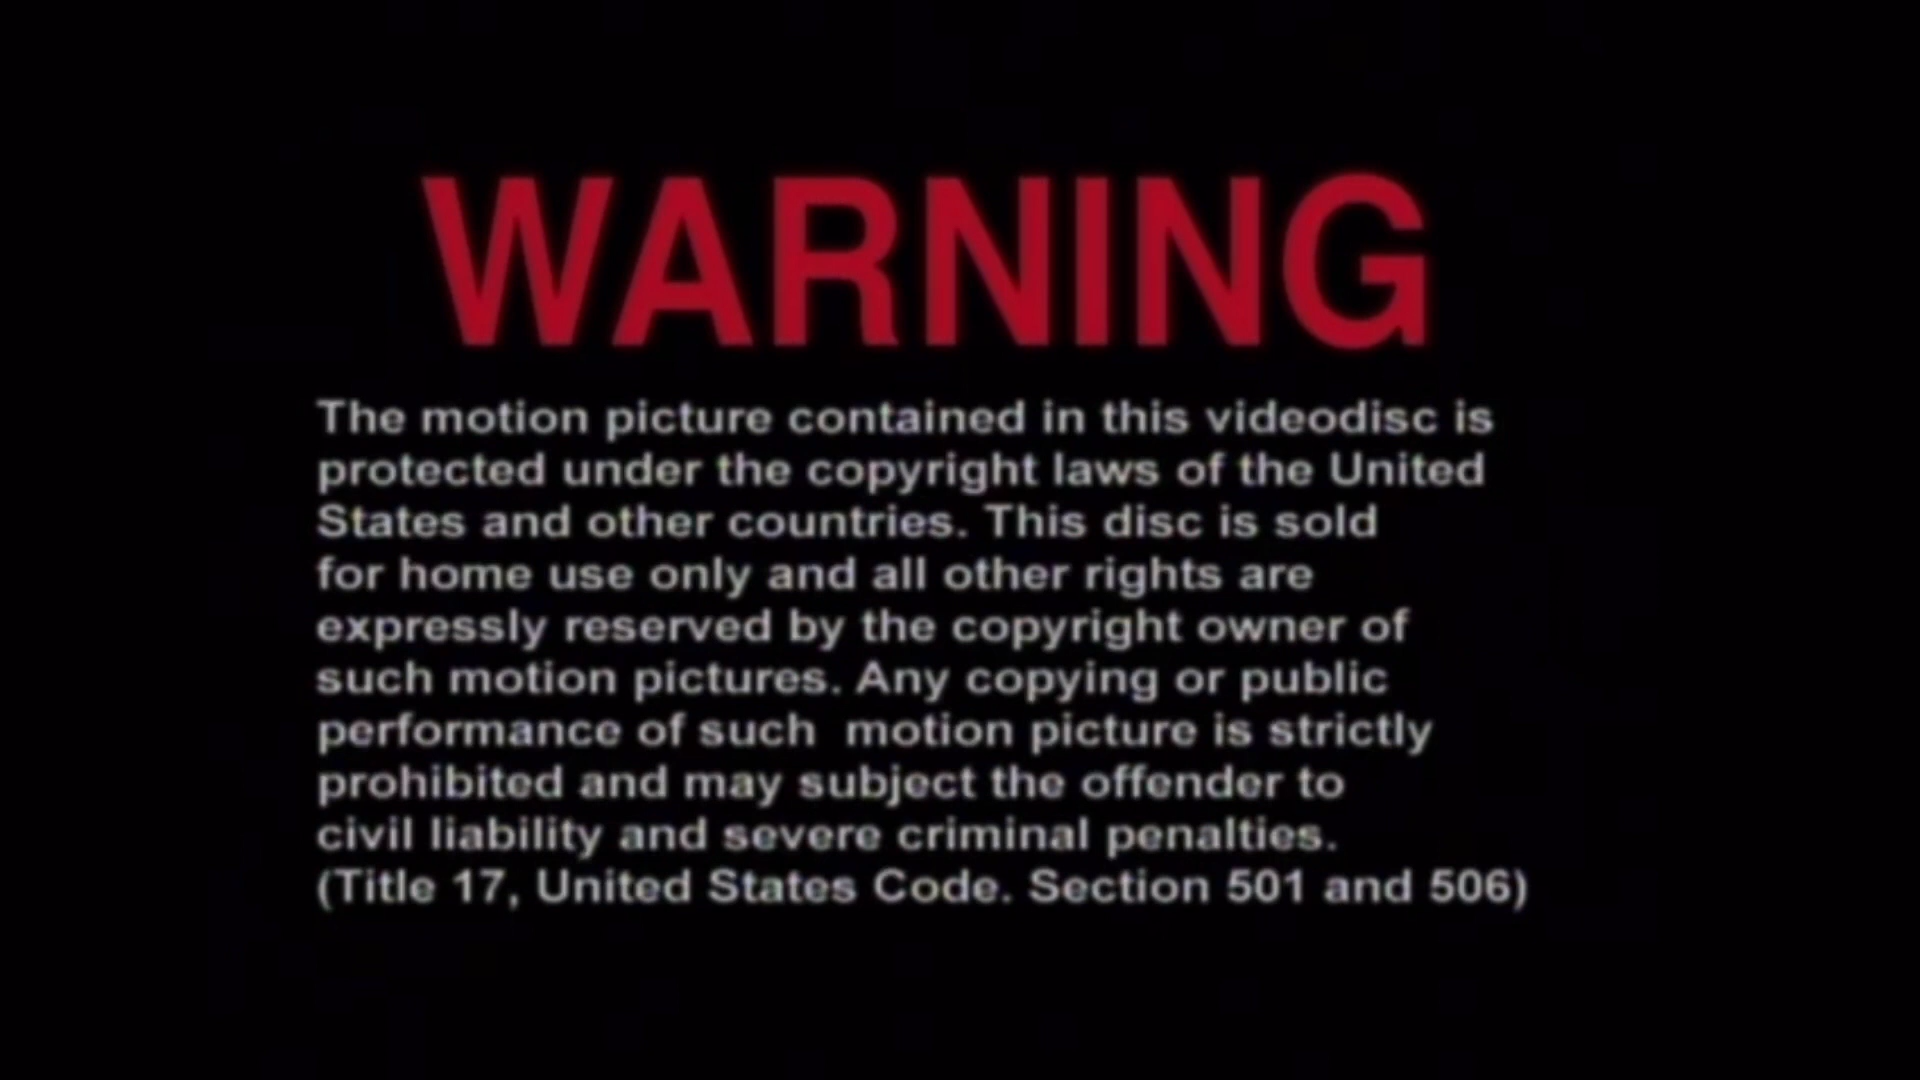 WARNING
The motion picture contained in this videodisc is
protected under the copyright laws of the United
States and other countries. This disc is sold
for home use only and all other rights are
expressly reserved by the copyright owner of
such motion pictures. Any copying or public
performance of such  motion picture is strictly
prohibited and may subject the offender to
civil liability and severe criminal penalties.
(Title 17, United States Code. Section 501 and 506)